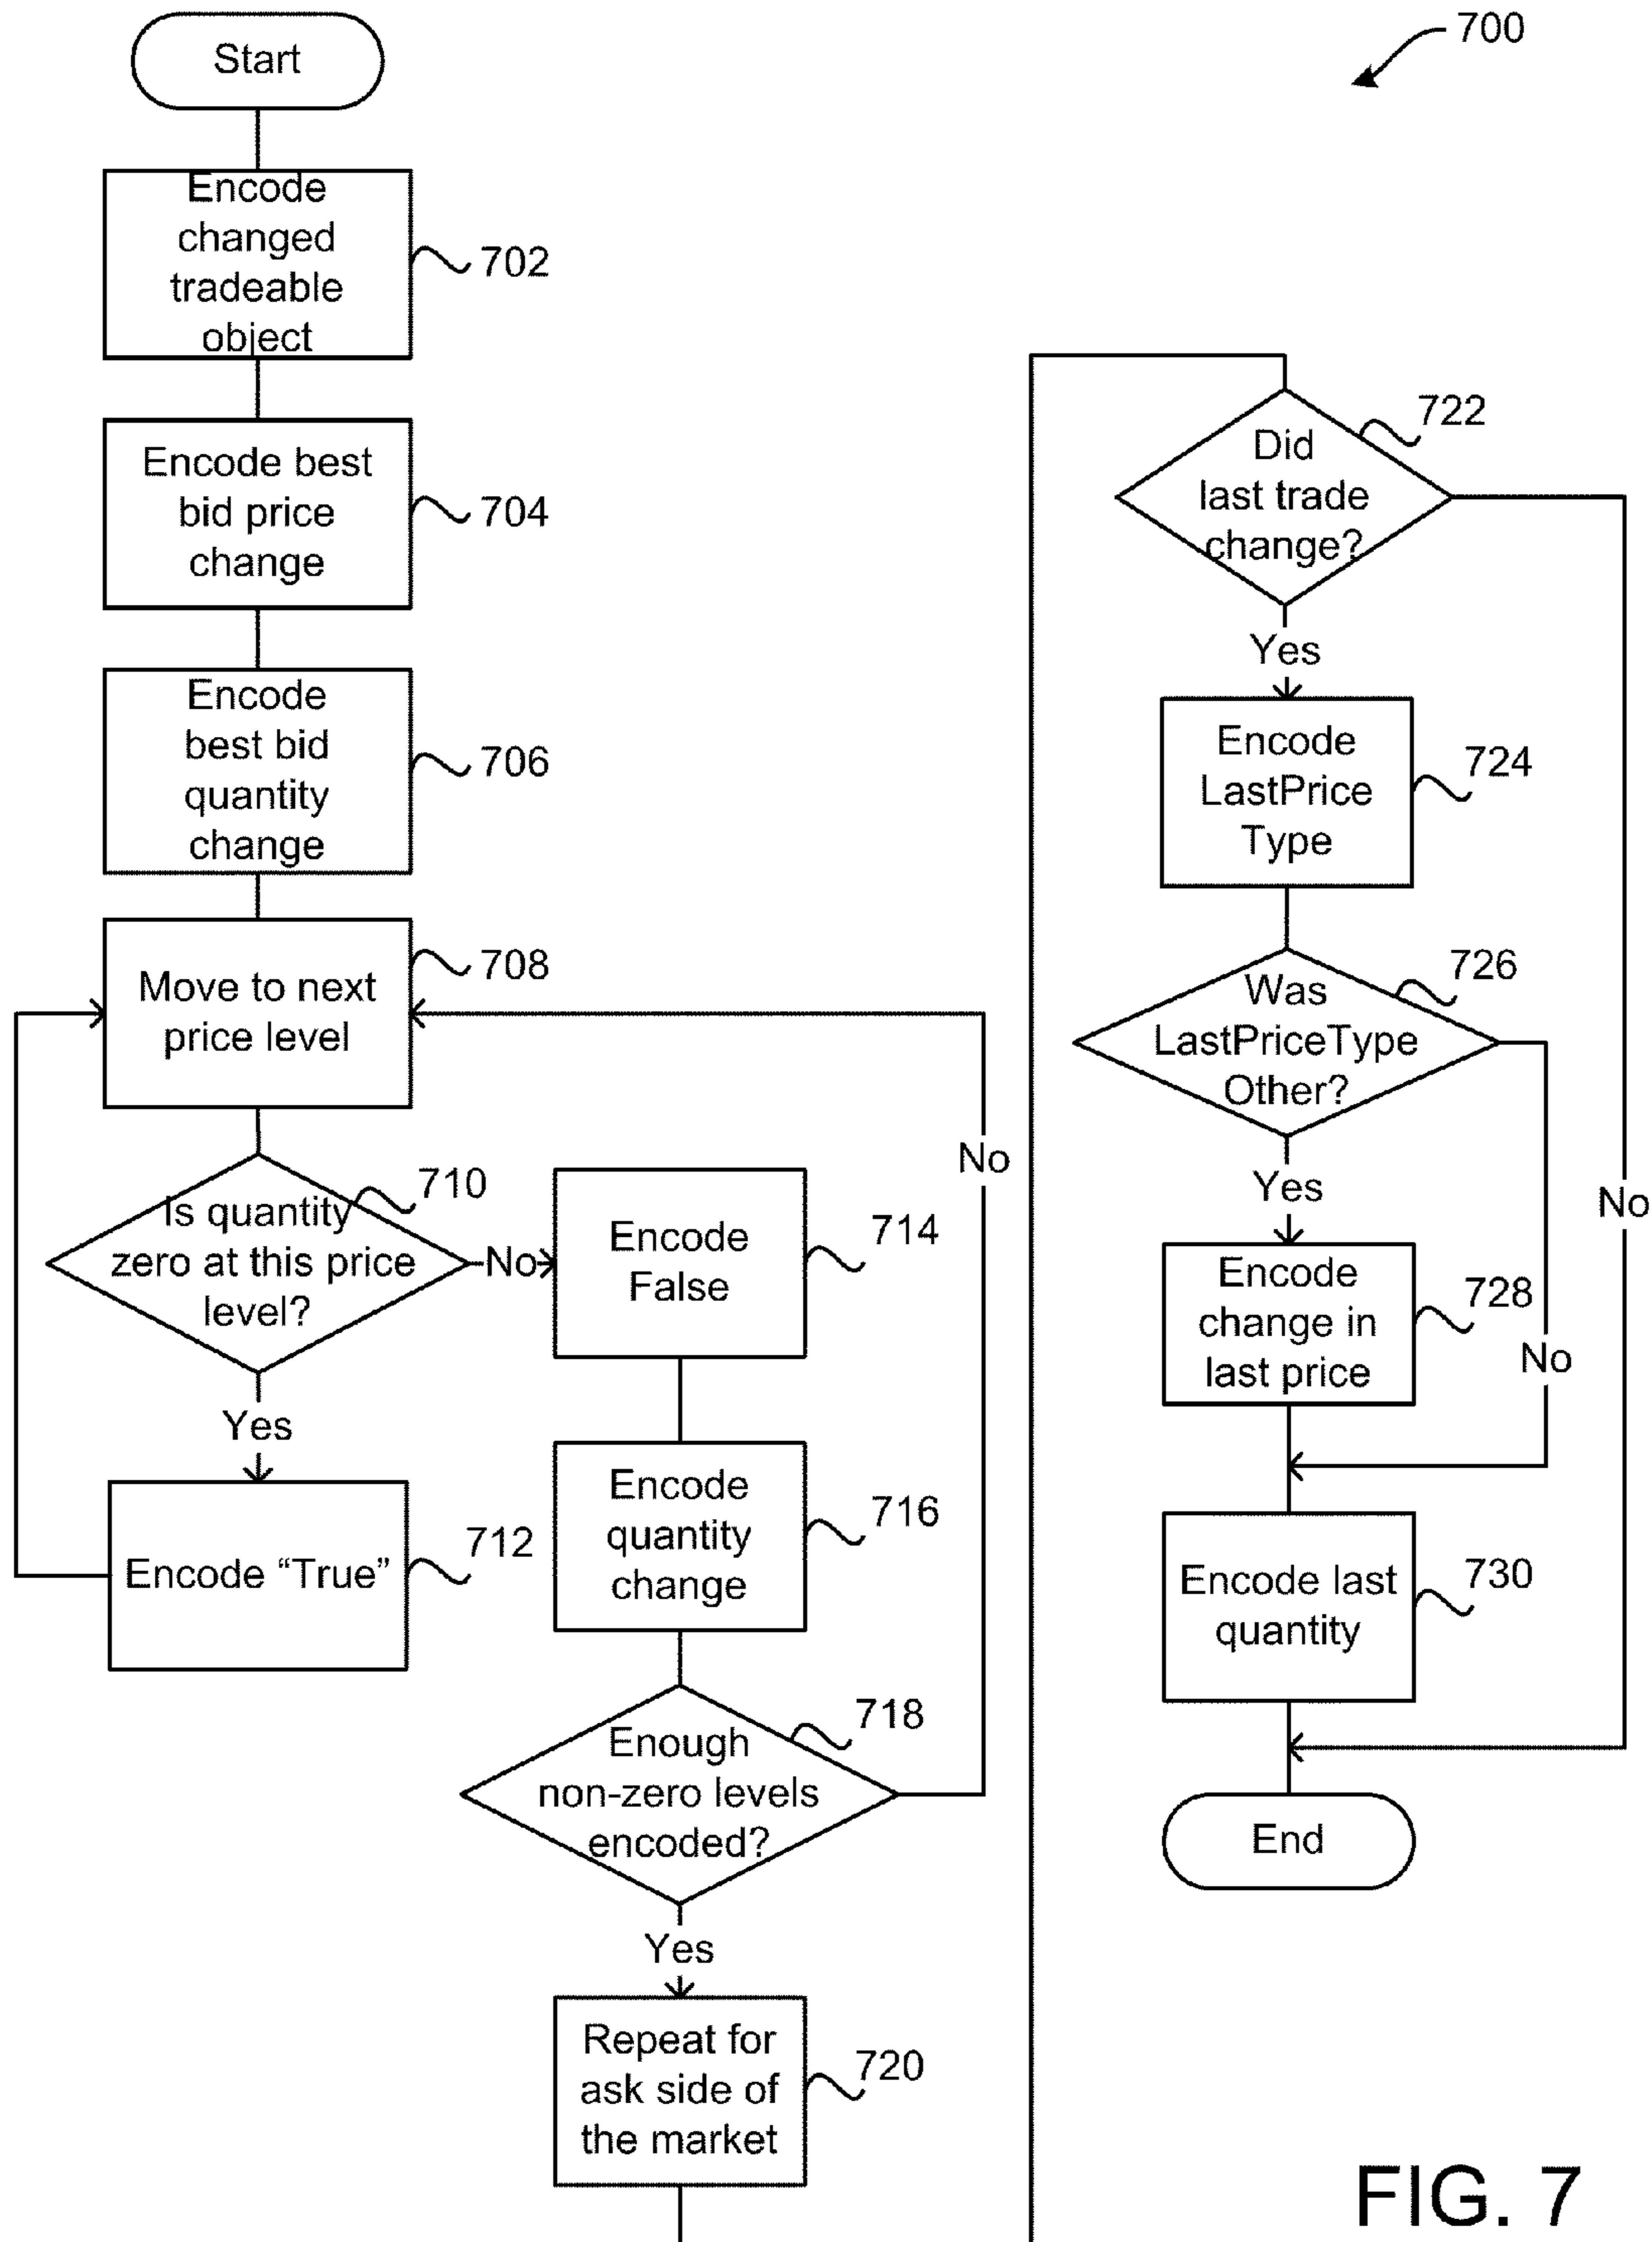 700
Start
Encode
changed
tradeable
object
702
Encode best
bid price
change
704
Encode
best bid
quantity
change
706
Move to next
price level
708
Is quantity
zero at this price
level?
710
No
Yes
Encode “True”
712
Encode
False
714
Encode
quantity
change
716
Enough
non-zero levels
encoded?
718
No
Yes
Repeat for
ask side of
the market
720
Did
last trade
change?
722
Yes
No
Encode
LastPrice
Type
724
Was
LastPriceType
Other?
726
Yes
No
Encode
change in
last price
728
Encode last
quantity
730
End
FIG. 7